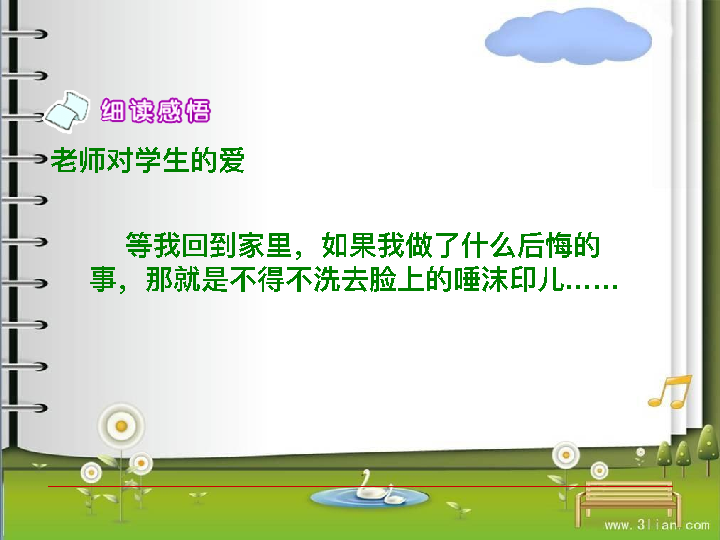 细读感悟
老师对学生的爱
等我回到家里，如果我做了什么后悔的
事，那就是不得不洗去脸上的唾沫印儿……
www.3lian.com